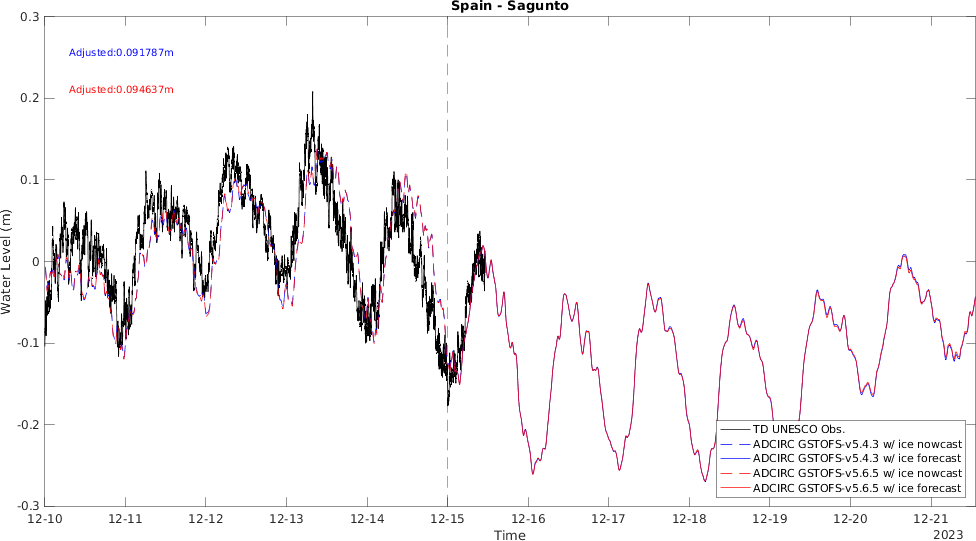 Spain - Sagunto
0.3
Adjusted:0.091787m
Adjusted:0.094637m
0.2
0.1
0
-0.1
-0.2
-0.3
Water Level (m)
TD UNESCO Obs.
ADCIRC GSTOFS-v5.4.3 w/ ice nowcast
ADCIRC GSTOFS-v5.4.3 w/ ice forecast
ADCIRC GSTOFS-v5.6.5 w/ ice nowcast
ADCIRC GSTOFS-v5.6.5 w/ ice forecast
12-10 12-11 12-12 12-13 12-14 12-15 12-16 12-17 12-18 12-19 12-20 12-21
Time
2023